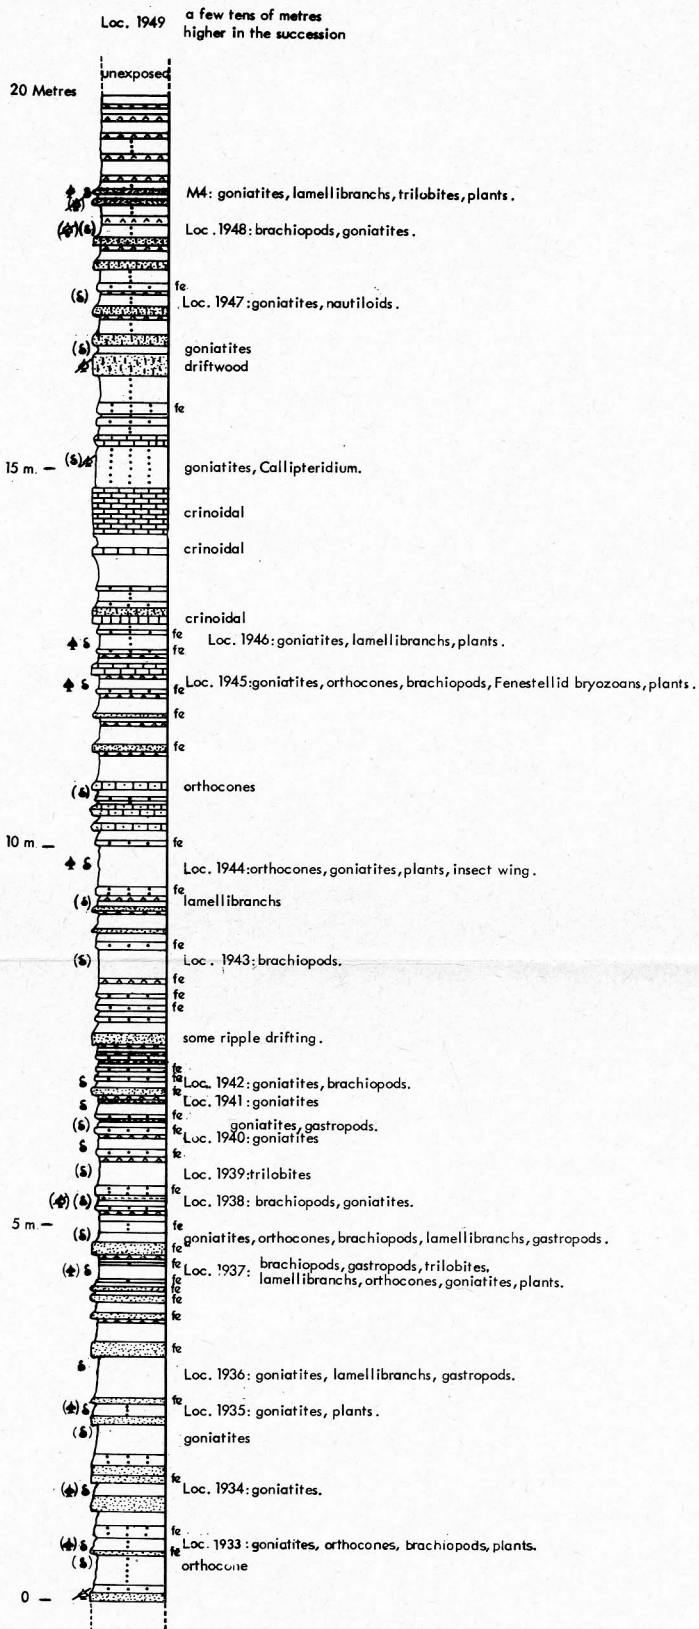 Loc. 1949 a few tens of metres
higher in the succession
unexposed
20 Metres
M4: goniatites, lamellibranchs, trilobites, plants.
Loc. 1948: brachiopods, goniatites.
fe
Loc. 1947: goniatites, nautiloids.
goniatites
driftwood
fe
15 m.
goniatites, Callipteridium.
crinoidal
crinoidal
crinoidal
fe
Loc. 1946: goniatites, lamellibranchs, plants.
fe
fe Loc. 1945: goniatites, orthocones, brachiopods, Fenestellid bryozoans, plants.
fe
fe
orthocones
10 m.
fe
Loc. 1944: orthocones, goniatites, plants, insect wing.
fe
lamellibranchs
fe
Loc. 1943: brachiopods.
fe
fe
fe
some ripple drifting.
fe
fe Loc. 1942: goniatites, brachiopods.
fe
Loc. 1941: goniatites
fe
goniatites, gastropods.
fe Loc. 1940: goniatites
fe
Loc. 1939: trilobites
fe
Loc. 1938: brachiopods, goniatites.
5 m.
fe
goniatites, orthocones, brachiopods, lamellibranchs, gastropods.
fe
fe
Loc. 1937: brachiopods, gastropods, trilobites,
lamellibranchs, orthocones, goniatites, plants.
fe
fe
fe
fe
fe
Loc. 1936: goniatites, lamellibranchs, gastropods.
fe
Loc. 1935: goniatites, plants.
goniatites
fe
Loc. 1934: goniatites.
fe
Loc. 1933: goniatites, orthocones, brachiopods, plants.
fe
orthocone
0